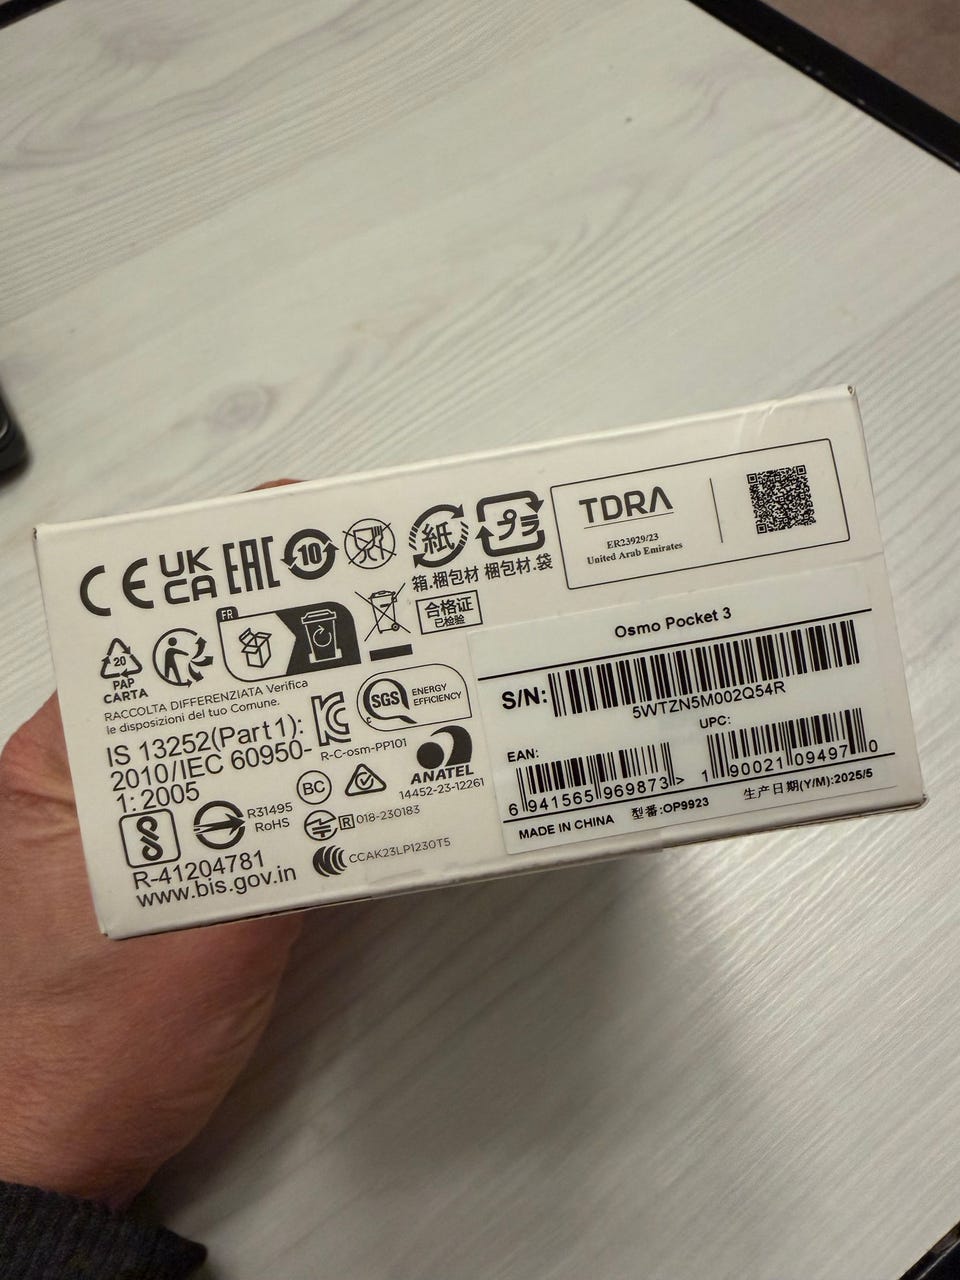 CE UK CA EAC 10 紙 プラ
箱.梱包材 梱包材.袋
TDRA
ER23929/23
United Arab Emirates
20
PAP
CARTA
FR
合格证
已检验
RACCOLTA DIFFERENZIATA Verifica
le disposizioni del tuo Comune.
IS 13252(Part1):
2010/IEC 60950-
1: 2005
R-C-osm-PP101
SGS
C
ENERGY
EFFICIENCY
BC
ANATEL
14452-23-12261
R31495
RoHS
R 018-230183
CCAK23LP1230T5
R-41204781
www.bis.gov.in
Osmo Pocket 3
S/N:
5WTZN5M002Q54R
EAN:
6 941565 969873 >
UPC:
1 90021 09497 0
MADE IN CHINA 型番:OP9923 生产日期(Y/M):2025/5